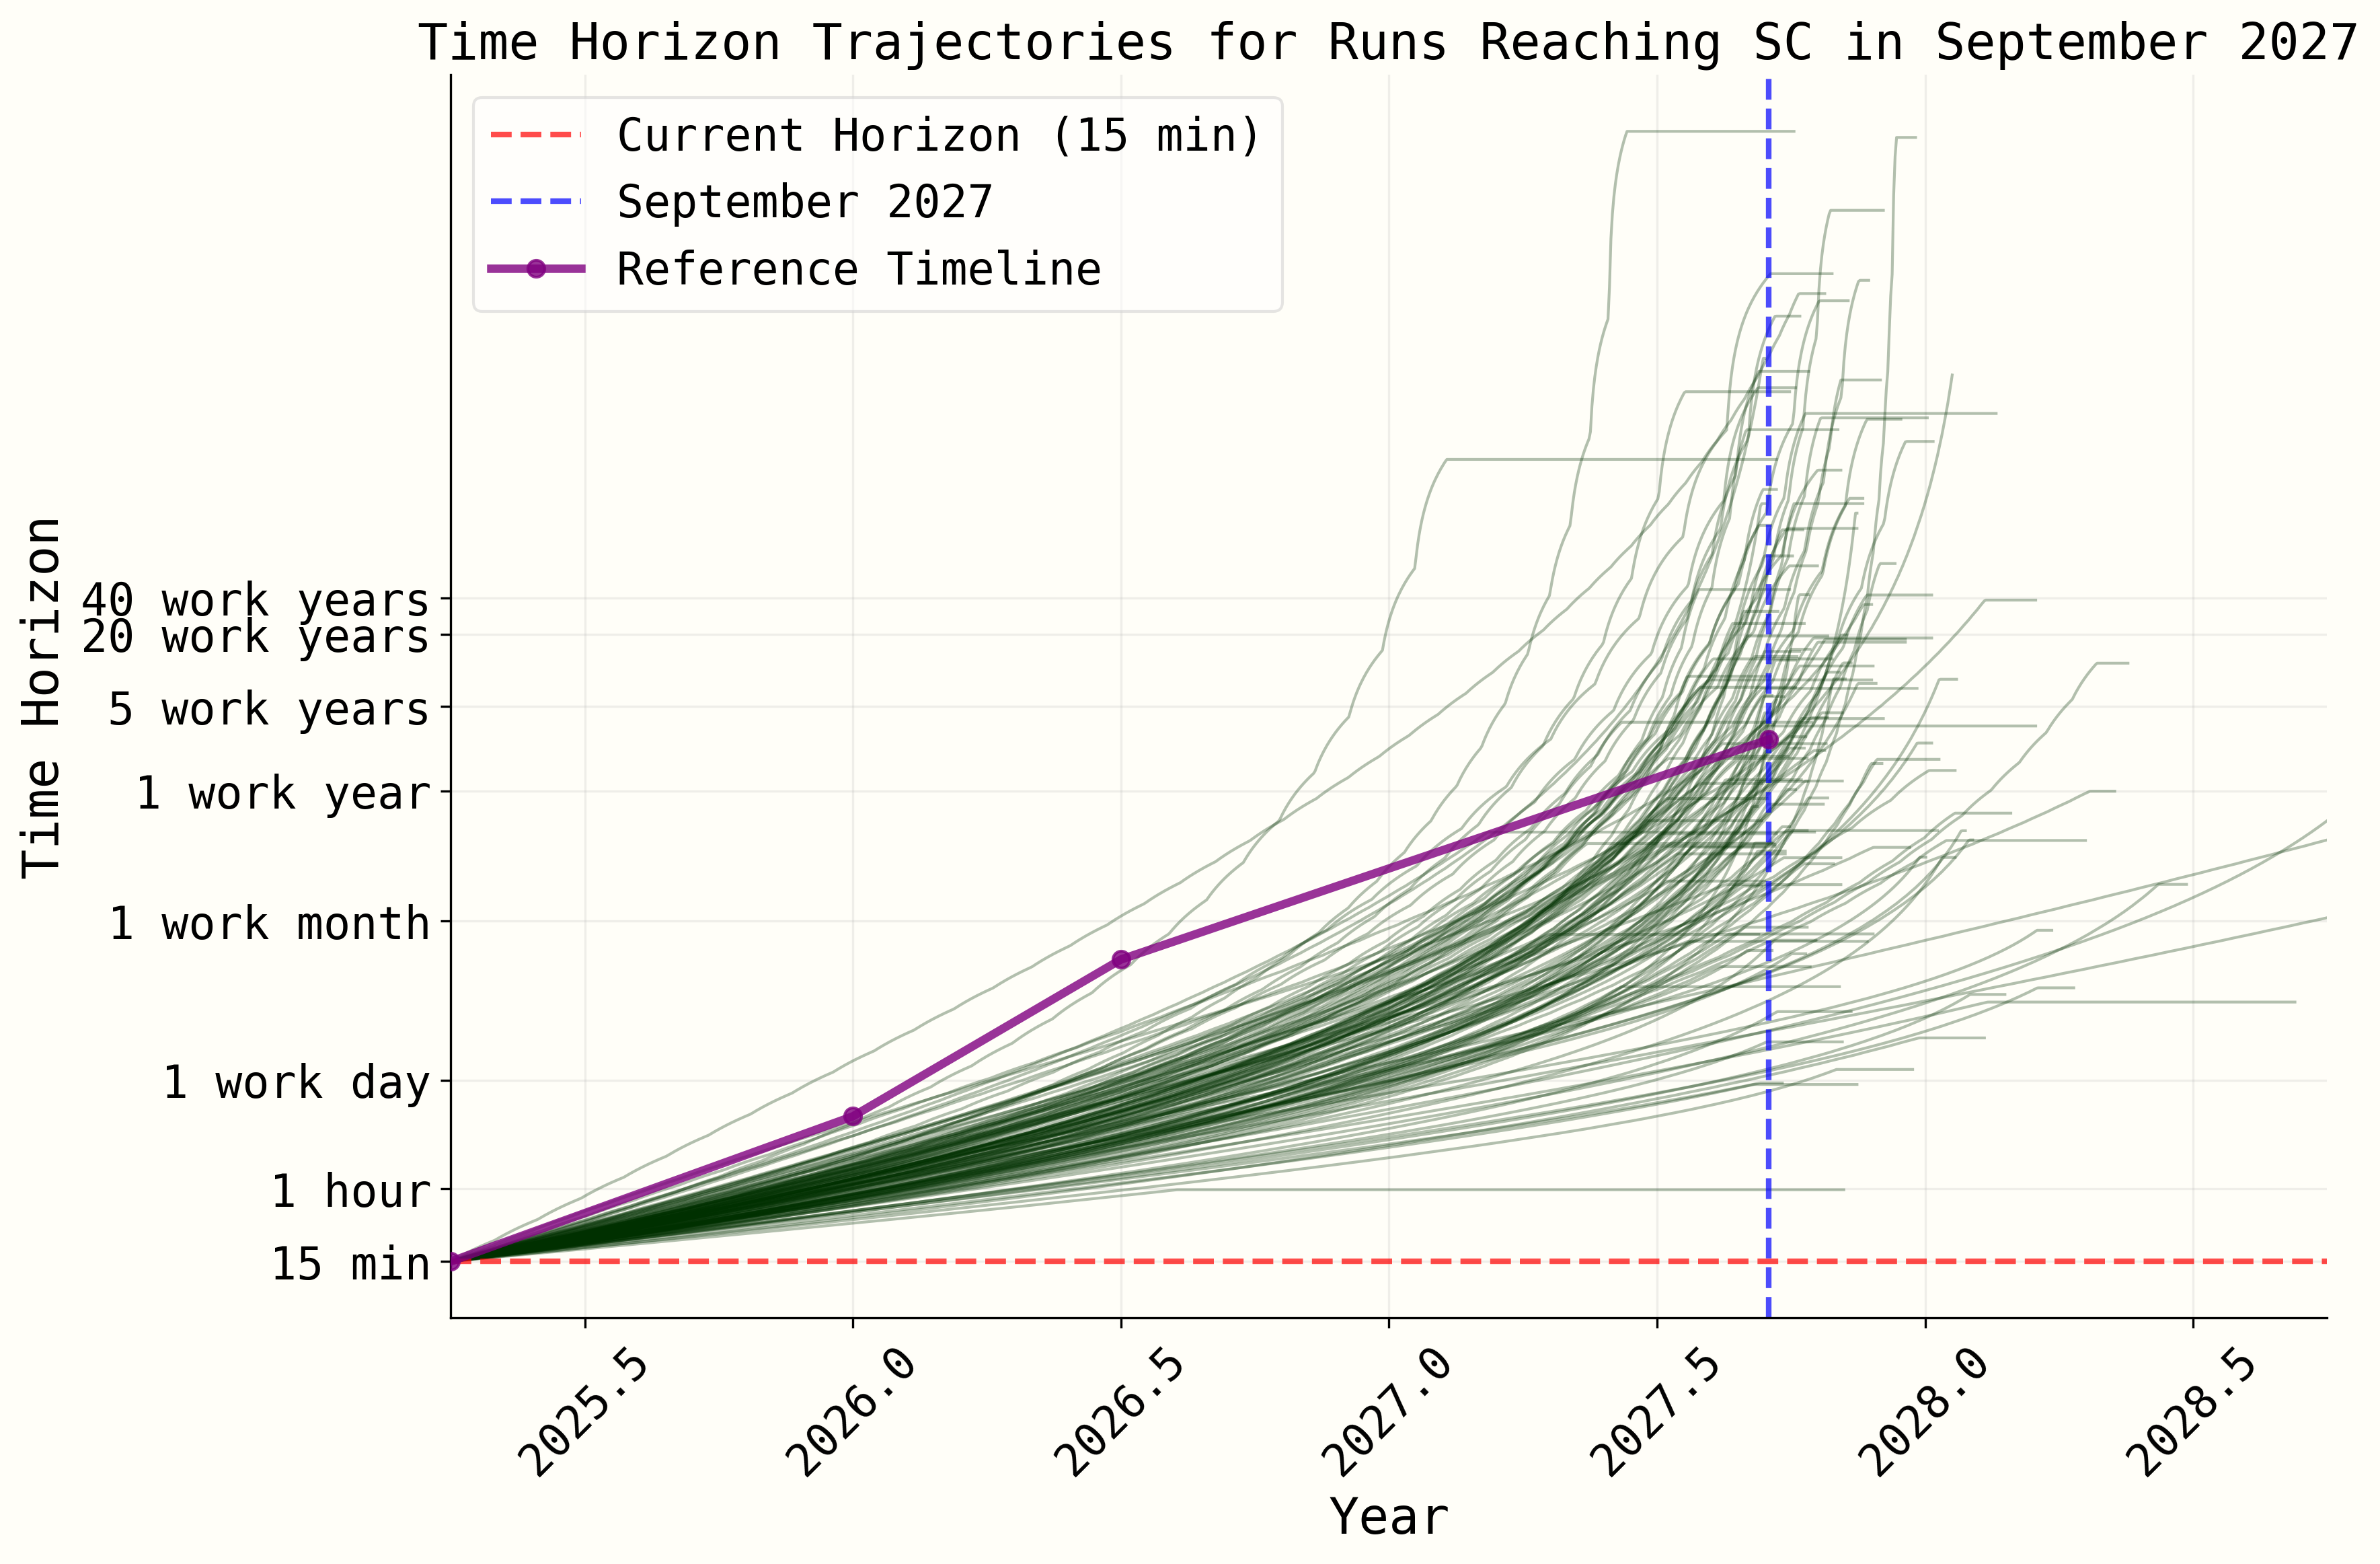 Time Horizon Trajectories for Runs Reaching SC in September 2027
Current Horizon (15 min)
September 2027
Reference Timeline
Time Horizon
40 work years
20 work years
5 work years
1 work year
1 work month
1 work day
1 hour
15 min
2025.5
2026.0
2026.5
2027.0
2027.5
2028.0
2028.5
Year